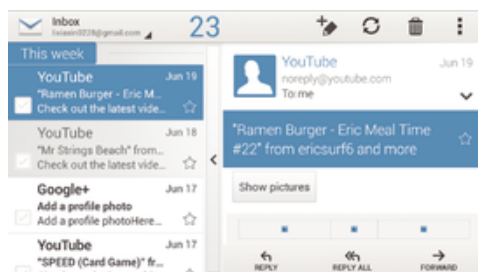 Inbox
23
This week
YouTube Jun 19
"Ramen Burger - Eric M...
Check out the latest vide...
YouTube Jun 18
"Mr Strings Beach" from...
Check out the latest vide...
Google+ Jun 17
Add a profile photo
Add a profile photoHere...
YouTube Jun 17
"SPEED (Card Game)" fr...
YouTube Jun 19
noreply@youtube.com
To: me
"Ramen Burger - Eric Meal Time
#22" from ericsurf6 and more
Show pictures
REPLY
REPLY ALL
FORWARD